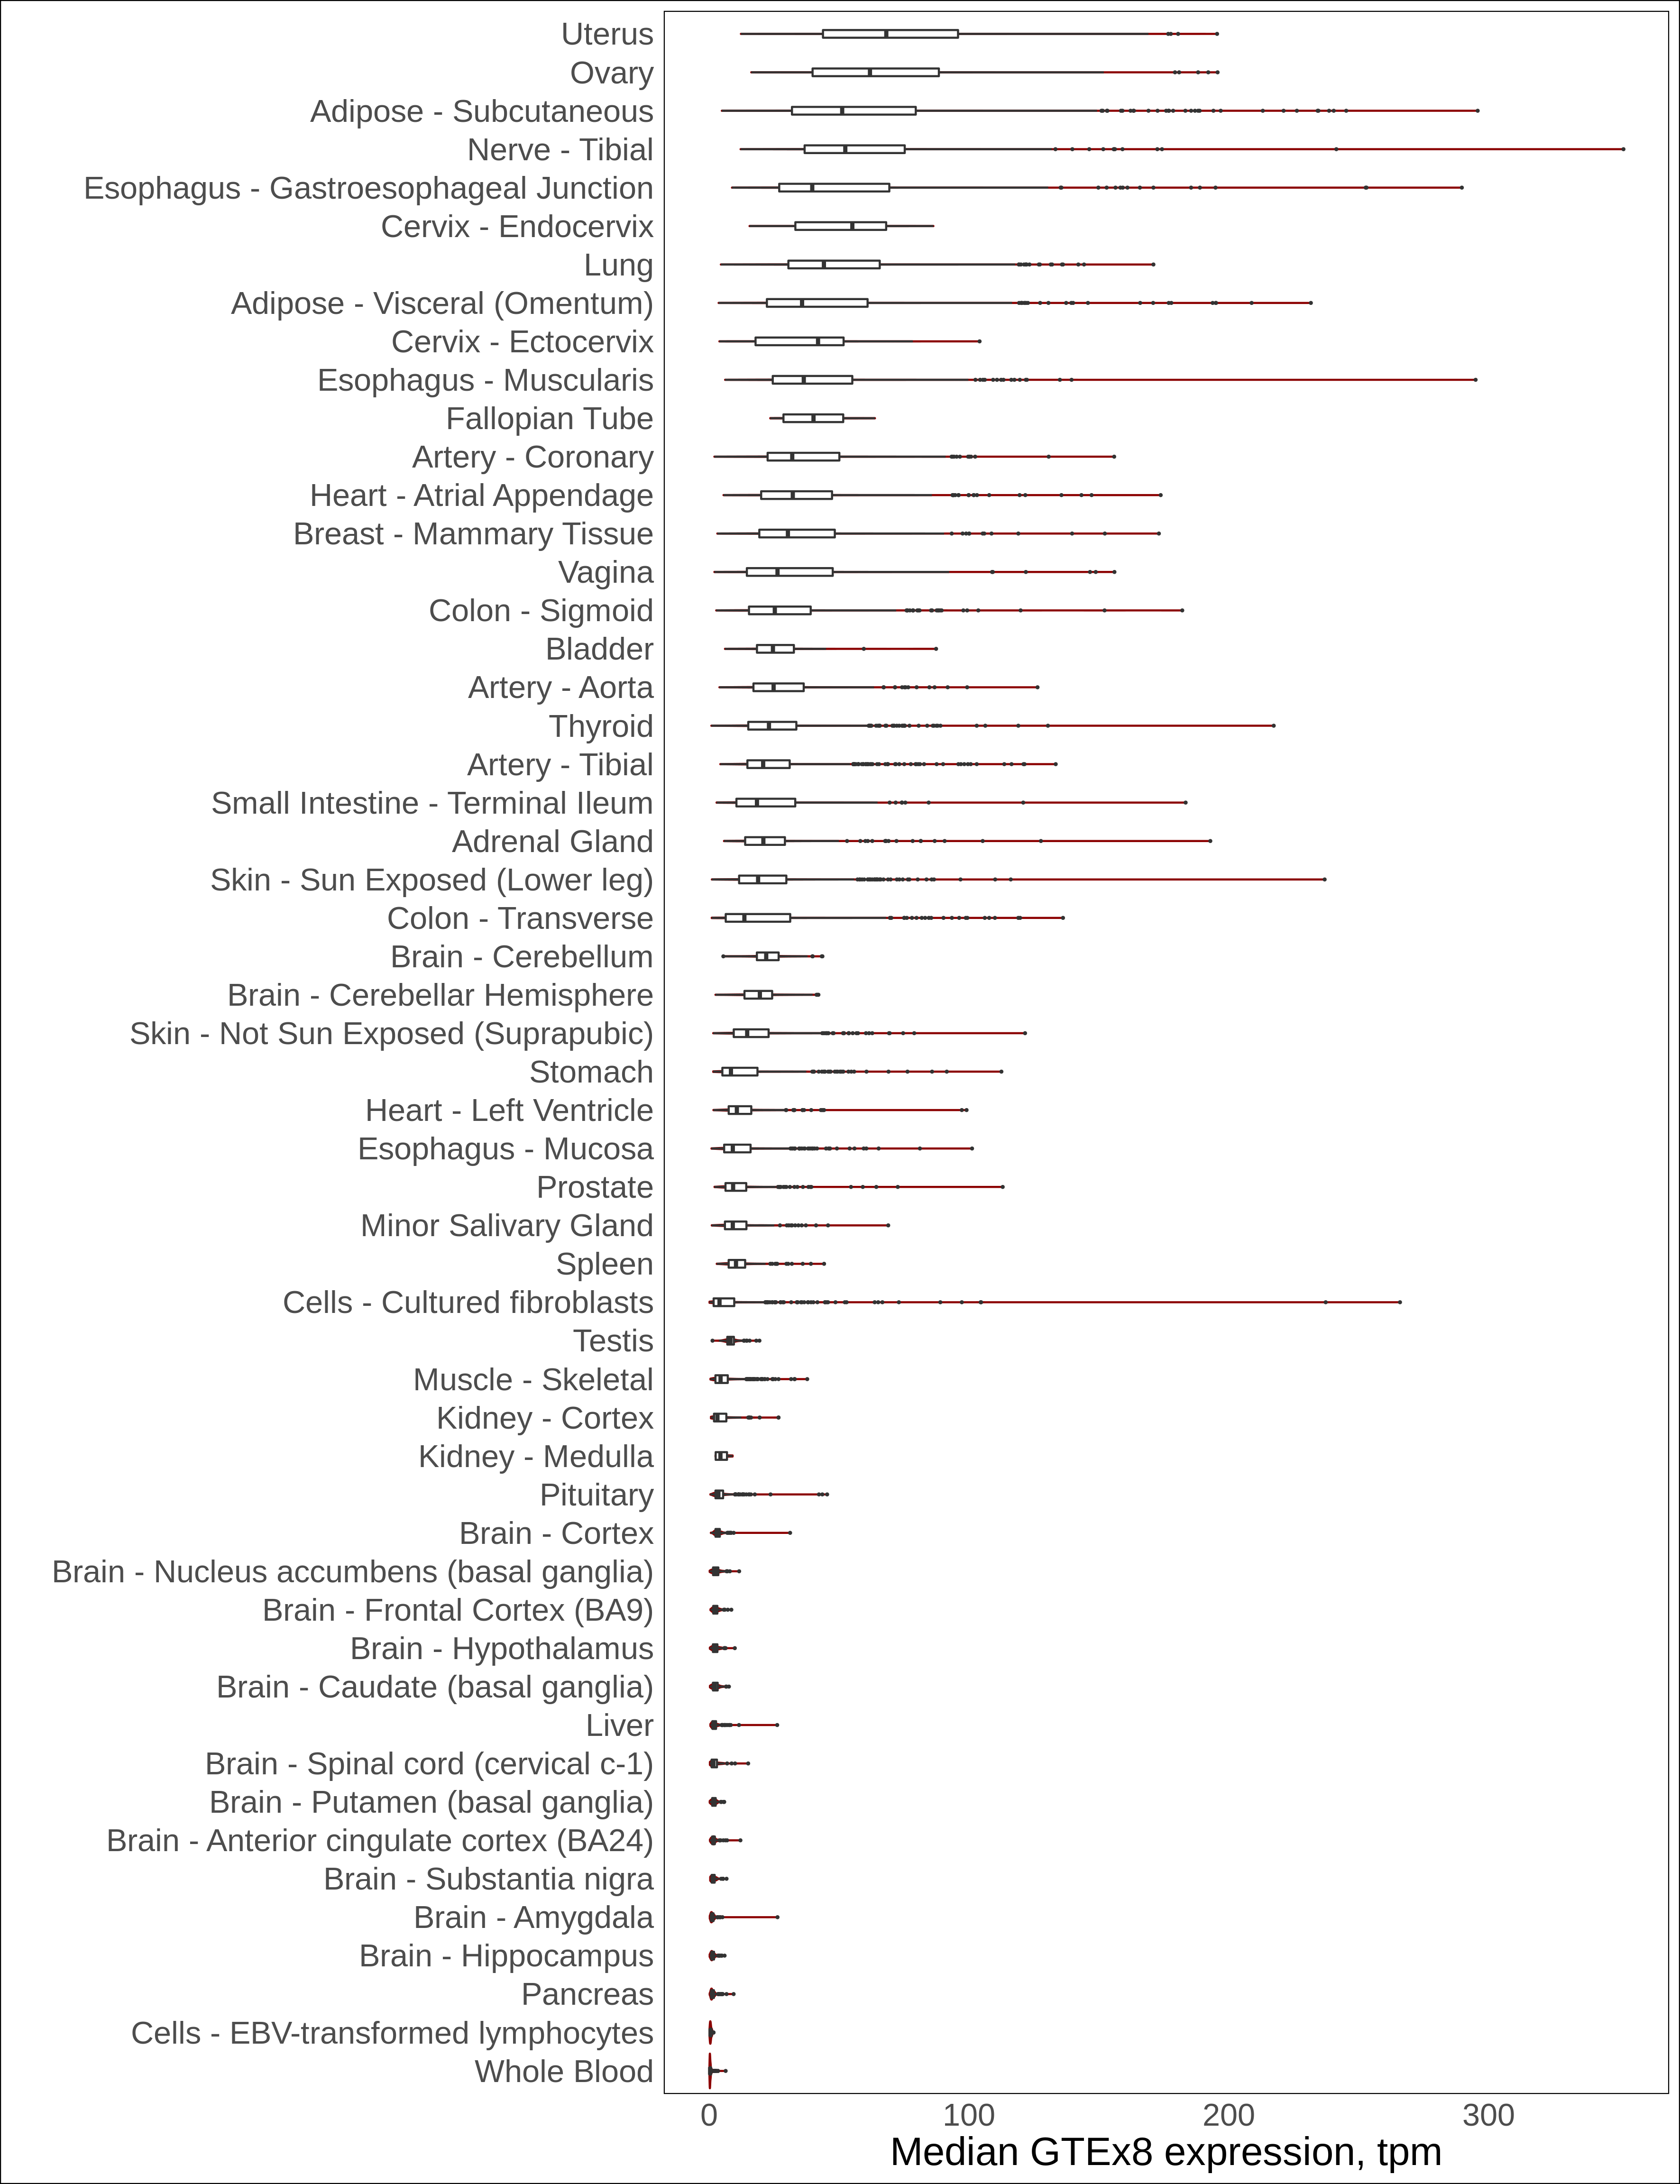 Uterus
Ovary
Adipose - Subcutaneous
Nerve - Tibial
Esophagus - Gastroesophageal Junction
Cervix - Endocervix
Lung
Adipose - Visceral (Omentum)
Cervix - Ectocervix
Esophagus - Muscularis
Fallopian Tube
Artery - Coronary
Heart - Atrial Appendage
Breast - Mammary Tissue
Vagina
Colon - Sigmoid
Bladder
Artery - Aorta
Thyroid
Artery - Tibial
Small Intestine - Terminal Ileum
Adrenal Gland
Skin - Sun Exposed (Lower leg)
Colon - Transverse
Brain - Cerebellum
Brain - Cerebellar Hemisphere
Skin - Not Sun Exposed (Suprapubic)
Stomach
Heart - Left Ventricle
Esophagus - Mucosa
Prostate
Minor Salivary Gland
Spleen
Cells - Cultured fibroblasts
Testis
Muscle - Skeletal
Kidney - Cortex
Kidney - Medulla
Pituitary
Brain - Cortex
Brain - Nucleus accumbens (basal ganglia)
Brain - Frontal Cortex (BA9)
Brain - Hypothalamus
Brain - Caudate (basal ganglia)
Liver
Brain - Spinal cord (cervical c-1)
Brain - Putamen (basal ganglia)
Brain - Anterior cingulate cortex (BA24)
Brain - Substantia nigra
Brain - Amygdala
Brain - Hippocampus
Pancreas
Cells - EBV-transformed lymphocytes
Whole Blood
0 100 200 300
Median GTEx8 expression, tpm